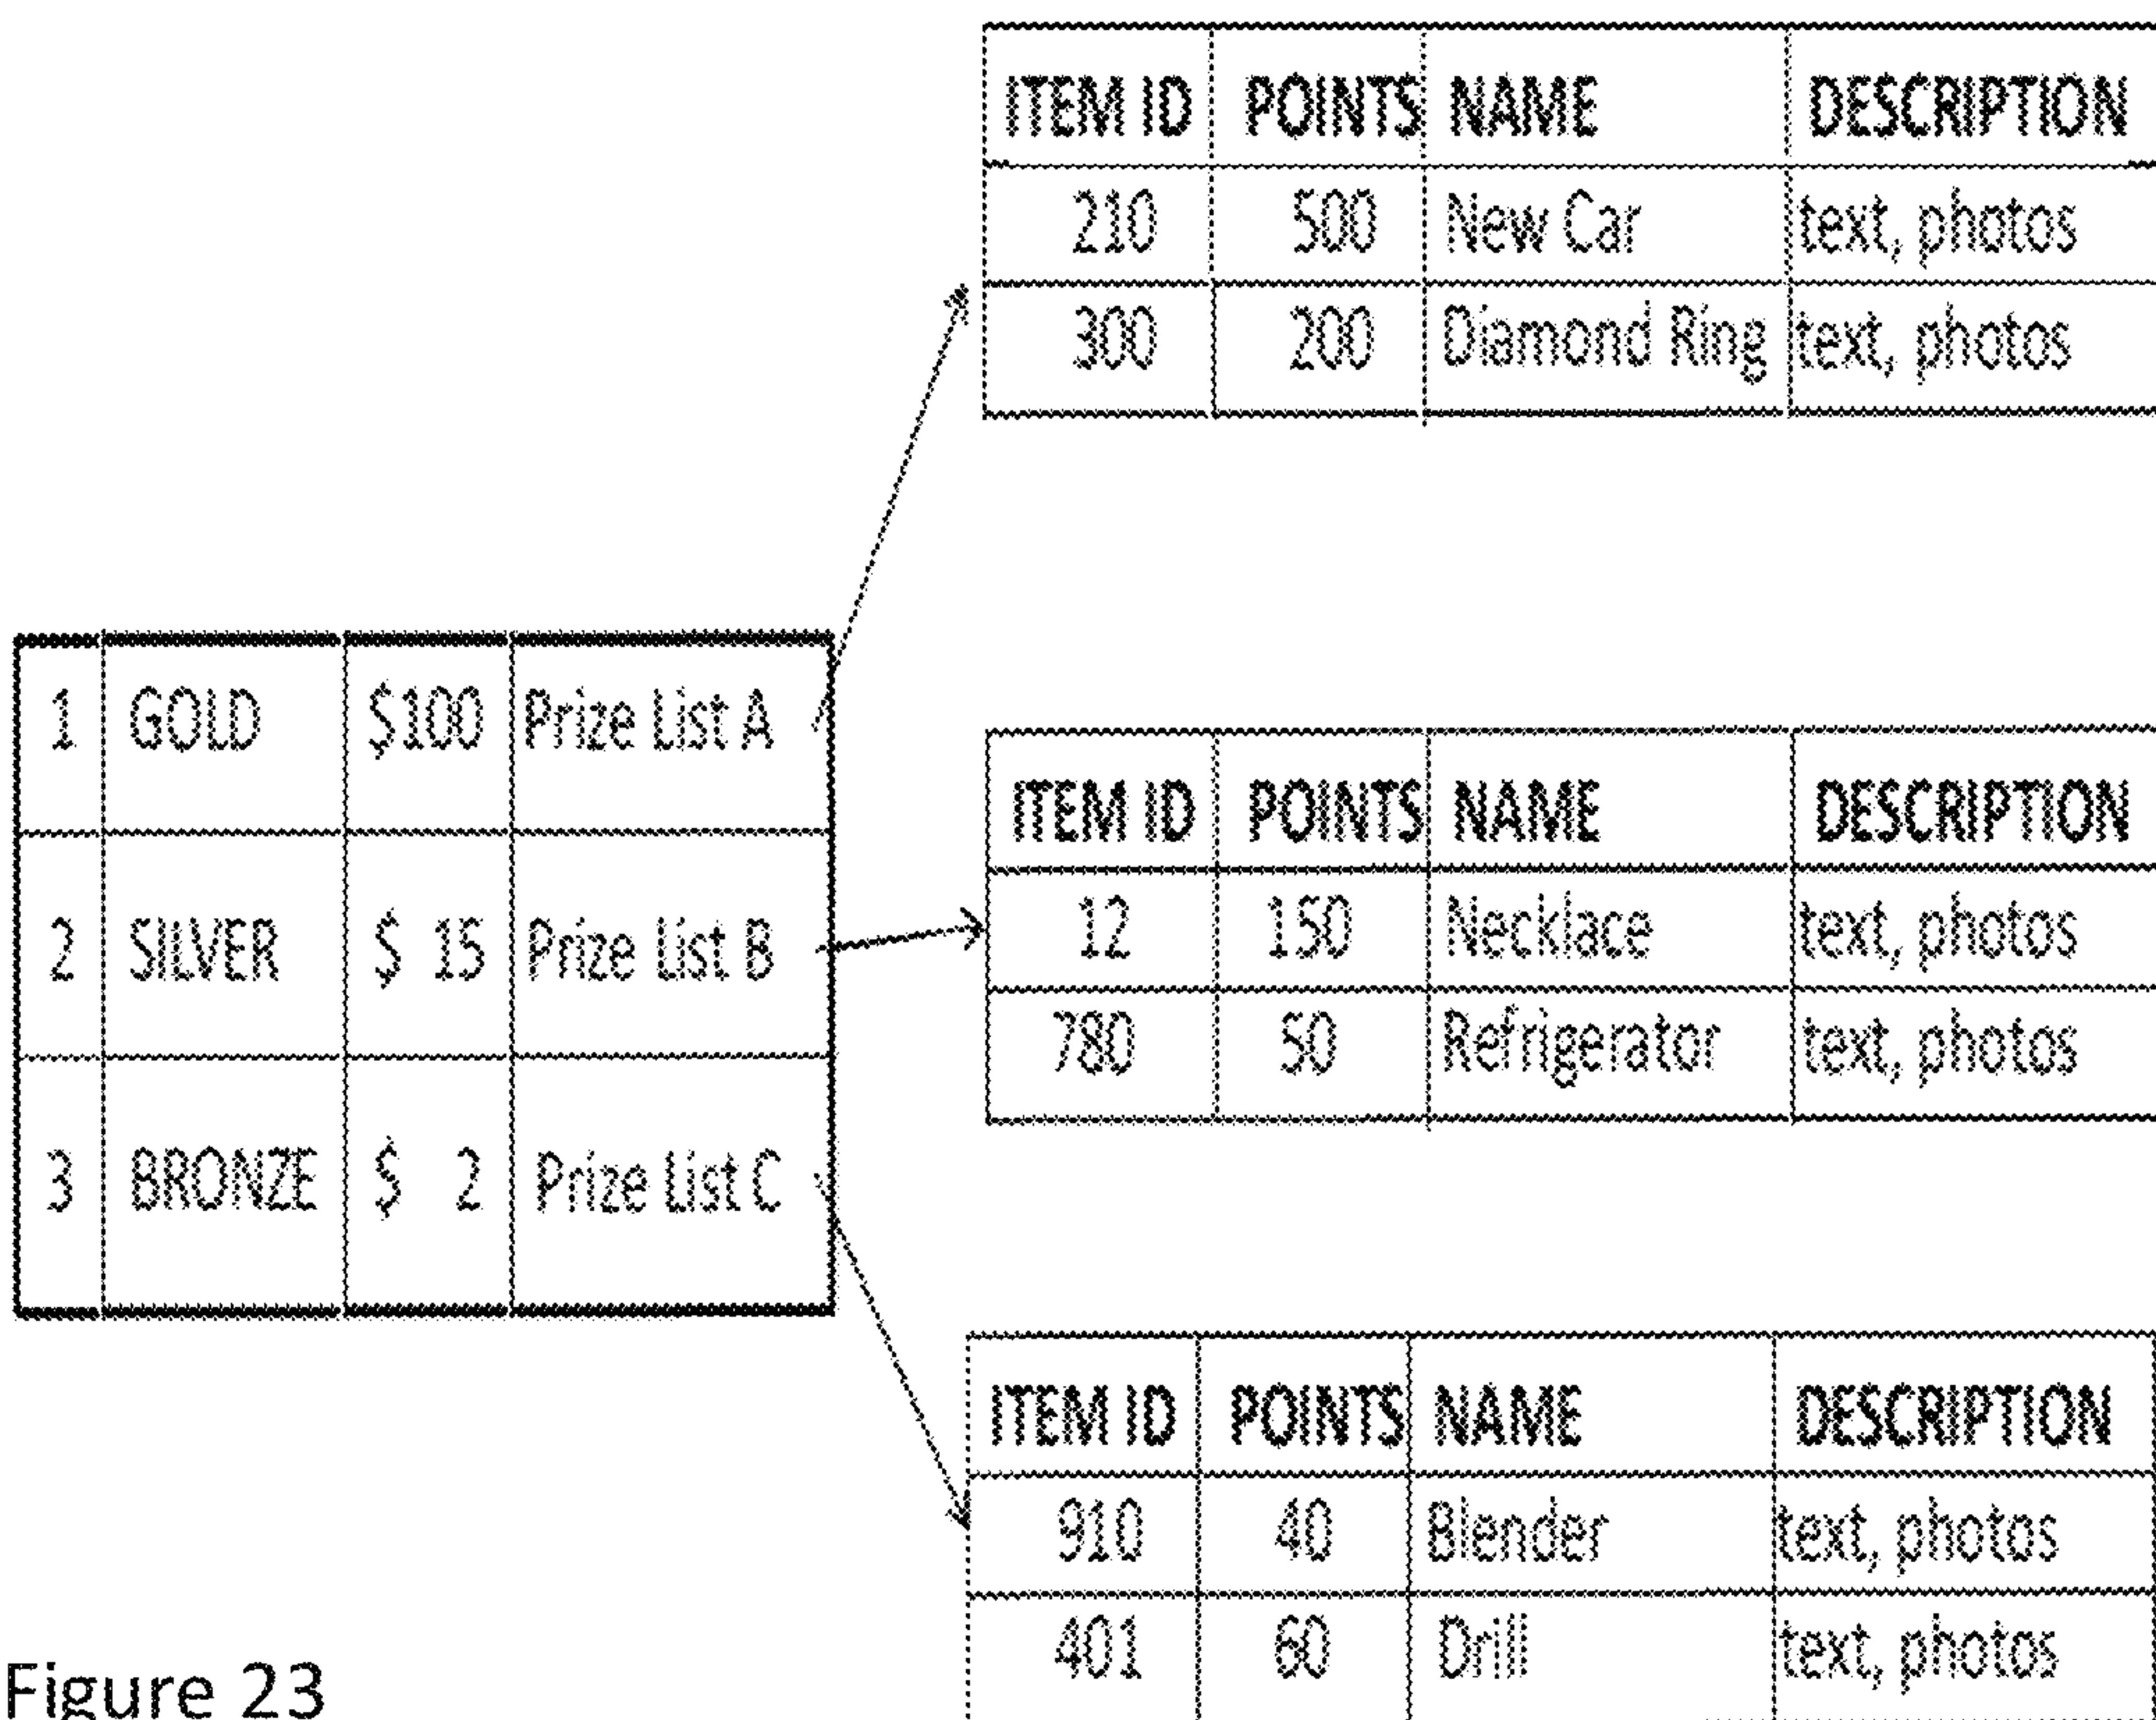 ITEM ID POINTS NAME DESCRIPTION
210 500 New Car text, photos
300 200 Diamond Ring text, photos
1 GOLD $100 Prize List A
2 SILVER $ 15 Prize List B
3 BRONZE $ 2 Prize List C
ITEM ID POINTS NAME DESCRIPTION
12 150 Necklace text, photos
780 50 Refrigerator text, photos
ITEM ID POINTS NAME DESCRIPTION
910 40 Blender text, photos
401 60 Drill text, photos
Figure 23